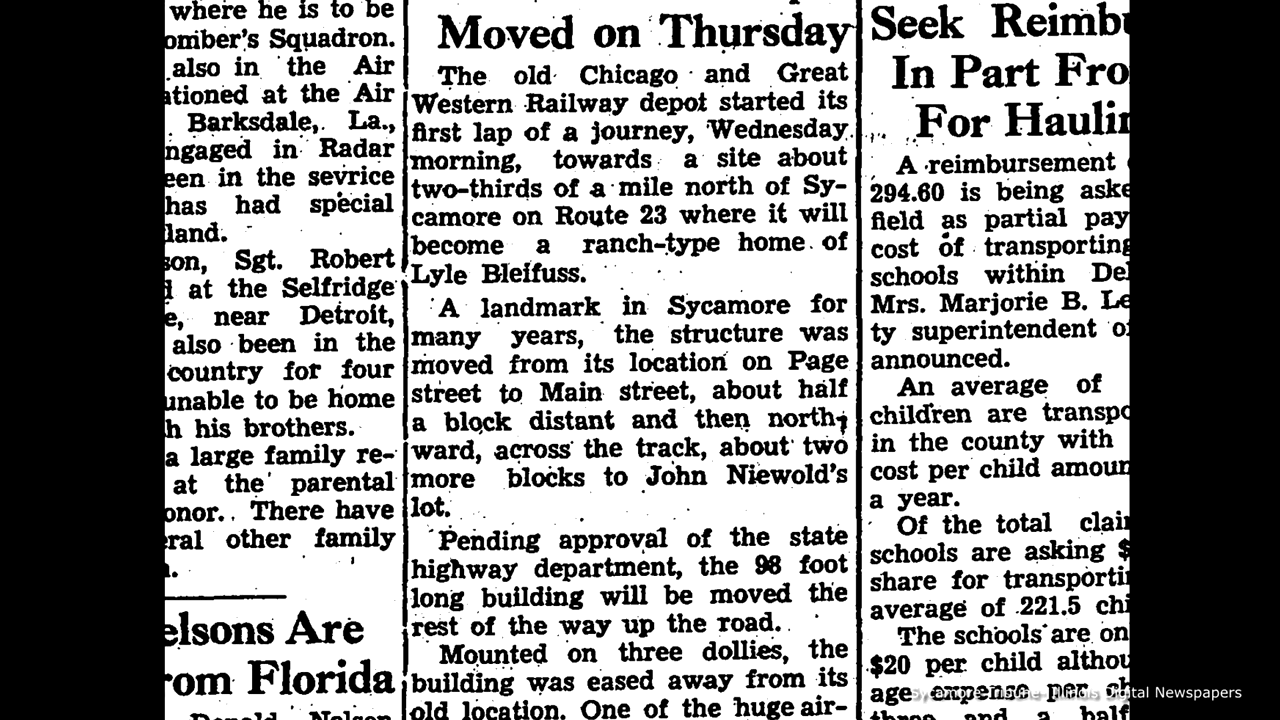 where he is to be
omber's Squadron.
also in the Air
ationed at the Air
Barksdale, La.,
ngaged in Radar
een in the sevrice
has had special
land.
son, Sgt. Robert
d at the Selfridge
e, near Detroit,
also been in the
country for four
unable to be home
h his brothers.
a large family re-
at the parental
onor. There have
eral other family
elsons Are
rom Florida
Donald Nelson
Moved on Thursday
The old Chicago and Great
Western Railway depot started its
first lap of a journey, Wednesday
morning, towards a site about
two-thirds of a mile north of Sy-
camore on Route 23 where it will
become a ranch-type home of
Lyle Bleifuss.
A landmark in Sycamore for
many years, the structure was
moved from its location on Page
street to Main street, about half
a block distant and then north-
ward, across the track, about two
more blocks to John Niewold's
lot.
Pending approval of the state
highway department, the 98 foot
long building will be moved the
rest of the way up the road.
Mounted on three dollies, the
building was eased away from its
old location. One of the huge air-
Seek Reimbu
In Part Fro
For Haulin
A reimbursement
294.60 is being aske
field as partial pay
cost of transporting
schools within De
Mrs. Marjorie B. Le
ty superintendent o
announced.
An average of
children are transpo
in the county with
cost per child amoun
a year.
Of the total clai
schools are asking $
share for transporti
average of 221.5 chi
The schools are on
$20 per child althou
age expense per ch
three and a half
Sycamore Tribune - Illinois Digital Newspapers